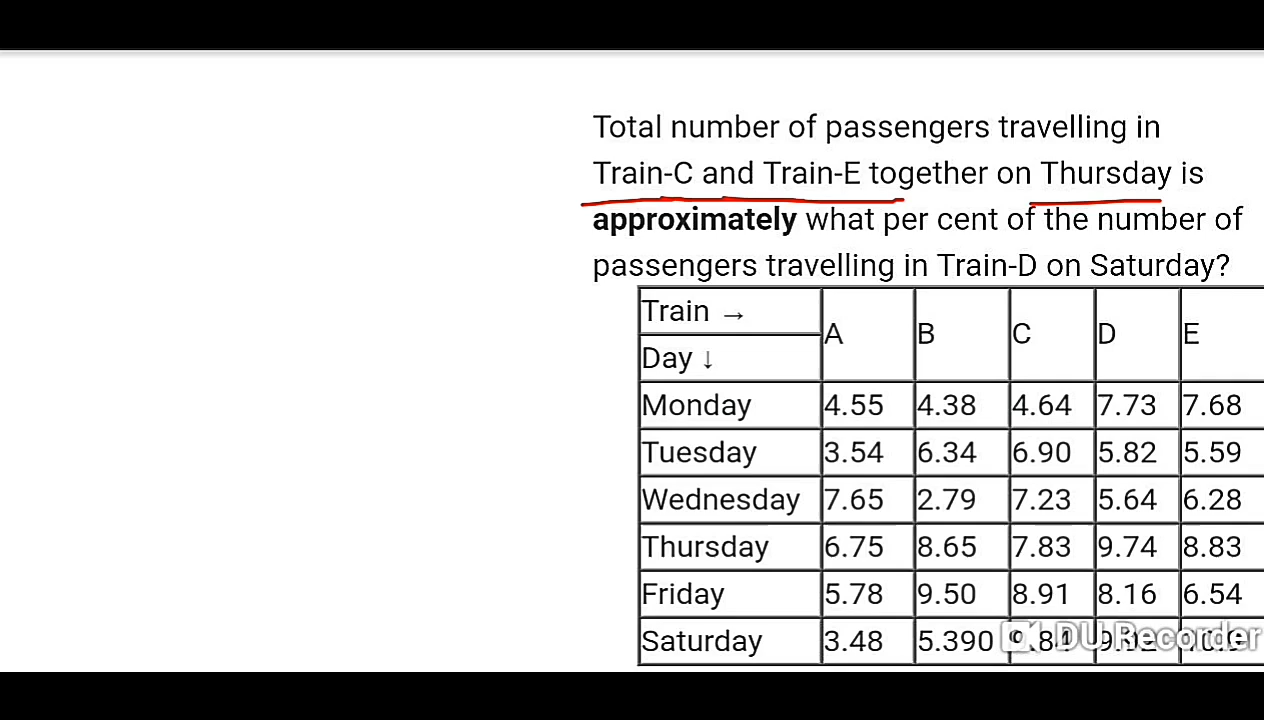 Total number of passengers travelling in
Train-C and Train-E together on Thursday is
approximately what per cent of the number of
passengers travelling in Train-D on Saturday?
Train → A B C D E
Day ↓
Monday 4.55 4.38 4.64 7.73 7.68
Tuesday 3.54 6.34 6.90 5.82 5.59
Wednesday 7.65 2.79 7.23 5.64 6.28
Thursday 6.75 8.65 7.83 9.74 8.83
Friday 5.78 9.50 8.91 8.16 6.54
Saturday 3.48 5.390 9.84
DU Recorder